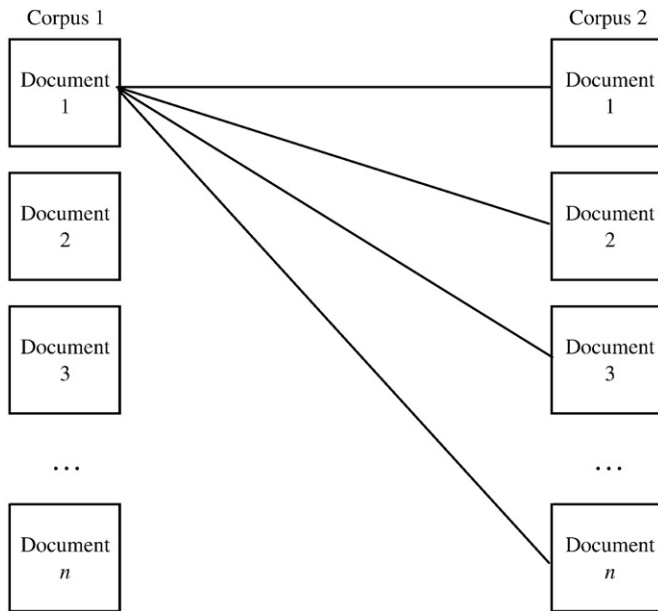 Corpus 1
Document
1
Document
2
Document
3
...
Document
n
Corpus 2
Document
1
Document
2
Document
3
...
Document
n